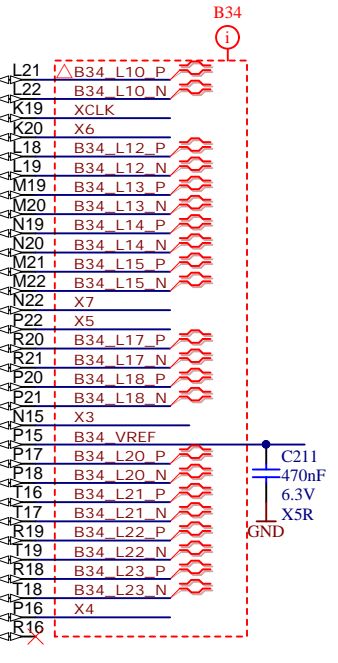 B34
i
L21 B34_L10_P
L22 B34_L10_N
K19 XCLK
K20 X6
L18 B34_L12_P
L19 B34_L12_N
M19 B34_L13_P
M20 B34_L13_N
N19 B34_L14_P
N20 B34_L14_N
M21 B34_L15_P
M22 B34_L15_N
N22 X7
P22 X5
R20 B34_L17_P
R21 B34_L17_N
P20 B34_L18_P
P21 B34_L18_N
N15 X3
P15 B34_VREF
P17 B34_L20_P
P18 B34_L20_N
T16 B34_L21_P
T17 B34_L21_N
R19 B34_L22_P
T19 B34_L22_N
R18 B34_L23_P
T18 B34_L23_N
P16 X4
R16
C211
470nF
6.3V
X5R
GND